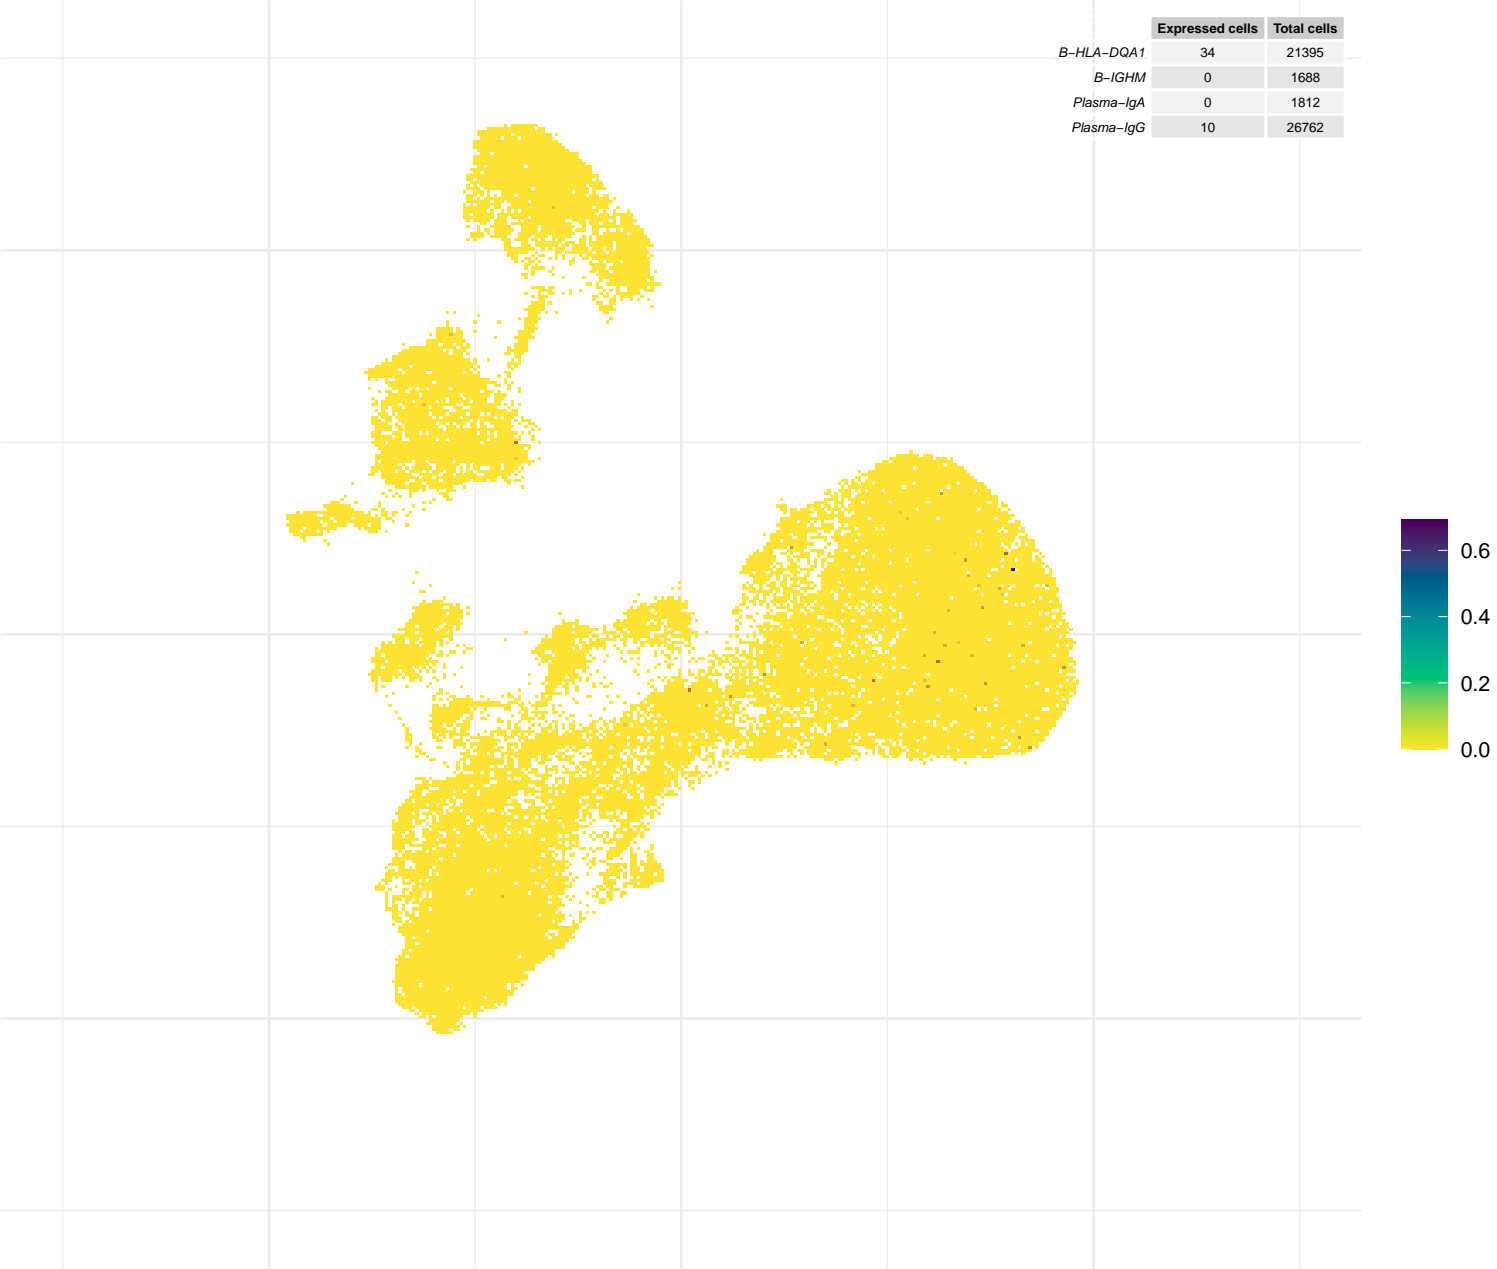 Expressed cells Total cells
B−HLA−DQA1 34 21395
B−IGHM 0 1688
Plasma−IgA 0 1812
Plasma−IgG 10 26762
0.6
0.4
0.2
0.0